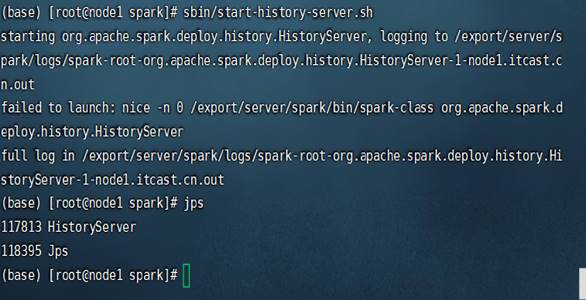 (base) [root@node1 spark]# sbin/start-history-server.sh
starting org.apache.spark.deploy.history.HistoryServer, logging to /export/server/s
park/logs/spark-root-org.apache.spark.deploy.history.HistoryServer-1-node1.itcast.c
n.out
failed to launch: nice -n 0 /export/server/spark/bin/spark-class org.apache.spark.d
eploy.history.HistoryServer
full log in /export/server/spark/logs/spark-root-org.apache.spark.deploy.history.Hi
storyServer-1-node1.itcast.cn.out
(base) [root@node1 spark]# jps
117813 HistoryServer
118395 Jps
(base) [root@node1 spark]#